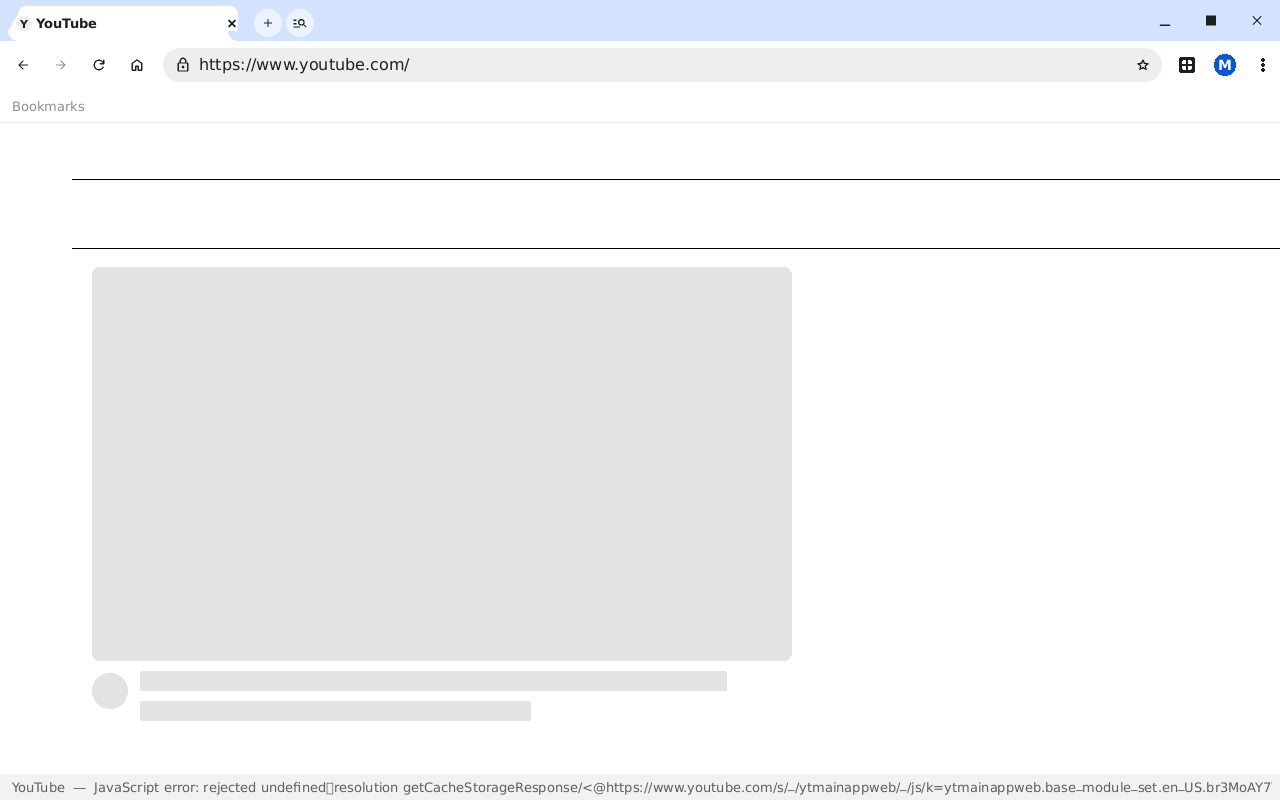 Y YouTube
https://www.youtube.com/
M
Bookmarks
YouTube — JavaScript error: rejected undefined▯resolution getCacheStorageResponse/<@https://www.youtube.com/s/_/ytmainappweb/_/js/k=ytmainappweb.base_module_set.en_US.br3MoAY7